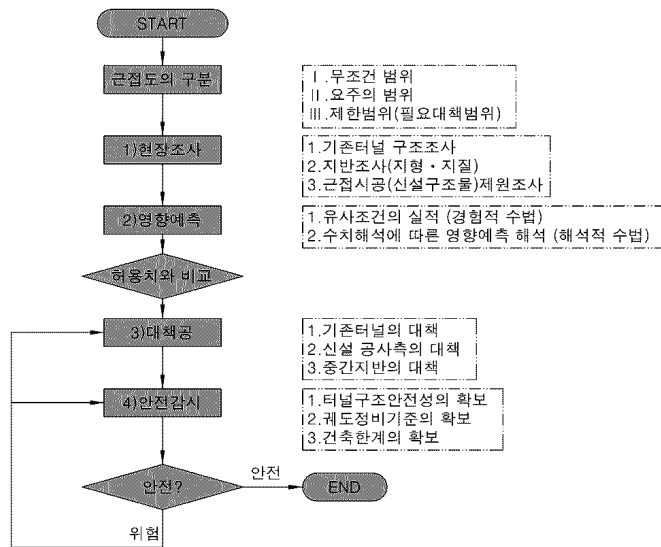 START
근접도의 구분
Ⅰ.무조건 범위
Ⅱ.요주의 범위
Ⅲ.제한범위(필요대책범위)
1)현장조사
1.기존터널 구조조사
2.지반조사(지형·지질)
3.근접시공(신설구조물)제원조사
2)영향예측
1.유사조건의 실적 (경험적 수법)
2.수치해석에 따른 영향예측 해석 (해석적 수법)
허용치와 비교
3)대책공
1.기존터널의 대책
2.신설 공사측의 대책
3.중간지반의 대책
4)안전감시
1.터널구조안전성의 확보
2.궤도정비기준의 확보
3.건축한계의 확보
안전?
안전
END
위험